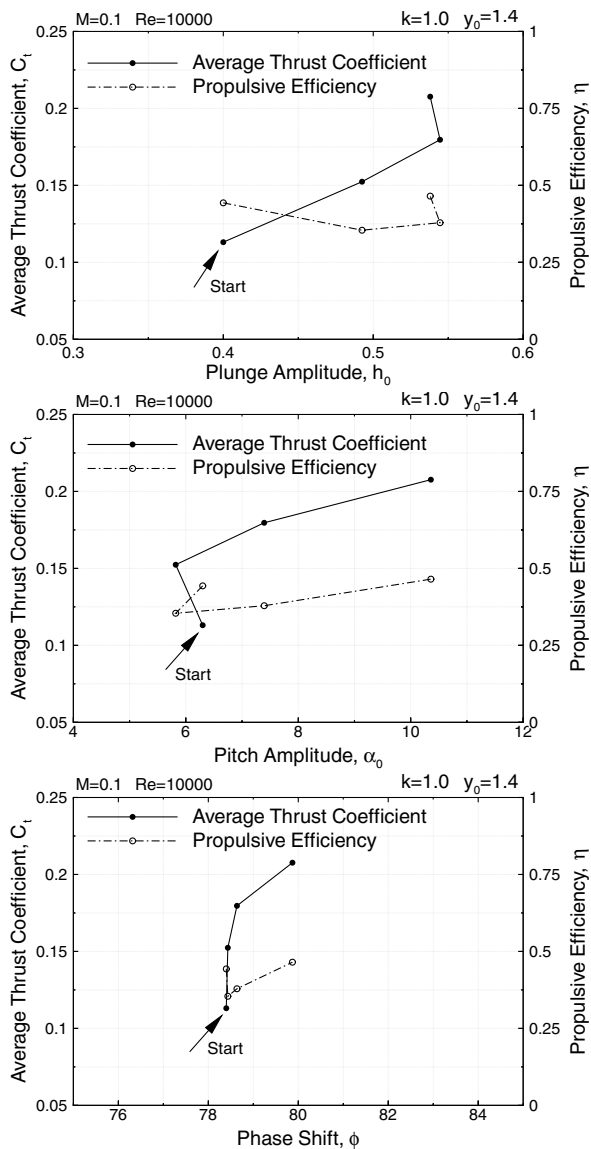 M=0.1 Re=10000 k=1.0 y₀=1.4
Average Thrust Coefficient
Propulsive Efficiency
Start
Average Thrust Coefficient, Cₜ
0.25
0.2
0.15
0.1
0.05
Propulsive Efficiency, η
1
0.75
0.5
0.25
0
0.3 0.4 0.5 0.6
Plunge Amplitude, h₀
M=0.1 Re=10000 k=1.0 y₀=1.4
Average Thrust Coefficient
Propulsive Efficiency
Start
Average Thrust Coefficient, Cₜ
0.25
0.2
0.15
0.1
0.05
Propulsive Efficiency, η
1
0.75
0.5
0.25
0
4 6 8 10 12
Pitch Amplitude, α₀
M=0.1 Re=10000 k=1.0 y₀=1.4
Average Thrust Coefficient
Propulsive Efficiency
Start
Average Thrust Coefficient, Cₜ
0.25
0.2
0.15
0.1
0.05
Propulsive Efficiency, η
1
0.75
0.5
0.25
0
76 78 80 82 84
Phase Shift, ϕ